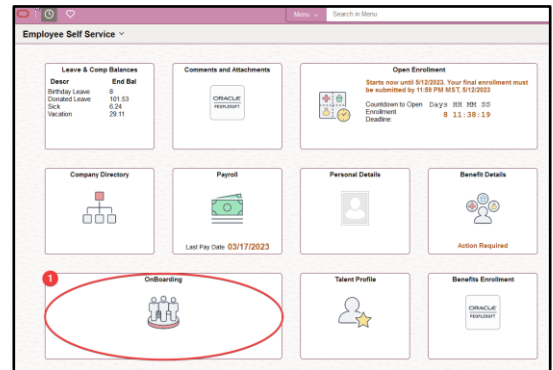 Menu
Search in Menu
Employee Self Service
Leave & Comp Balances
Descr End Bal
Birthday Leave 8
Donated Leave 101.53
Sick 6.24
Vacation 29.11
Comments and Attachments
ORACLE
PEOPLESOFT
Open Enrollment
Starts now until 5/12/2023. Your final enrollment must
be submitted by 11:59 PM MST, 5/12/2023
Countdown to Open
Enrollment
Deadline:
Days HH MM SS
8 11:38:19
Company Directory
Payroll
Last Pay Date 03/17/2023
Personal Details
Benefit Details
Action Required
1
OnBoarding
Talent Profile
Benefits Enrollment
ORACLE
PEOPLESOFT